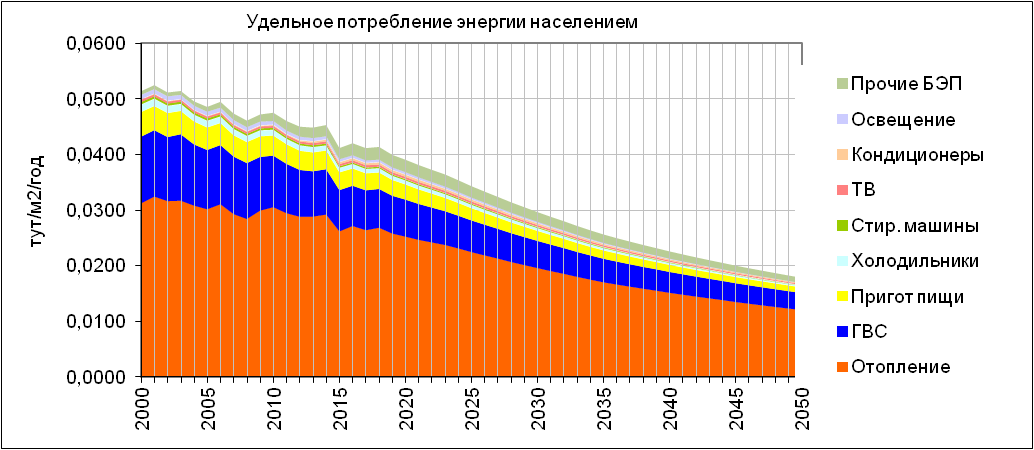 Удельное потребление энергии населением
тут/м2/год
0,0600
0,0500
0,0400
0,0300
0,0200
0,0100
0,0000
2000
2005
2010
2015
2020
2025
2030
2035
2040
2045
2050
Прочие БЭП
Освещение
Кондиционеры
ТВ
Стир. машины
Холодильники
Пригот пищи
ГВС
Отопление